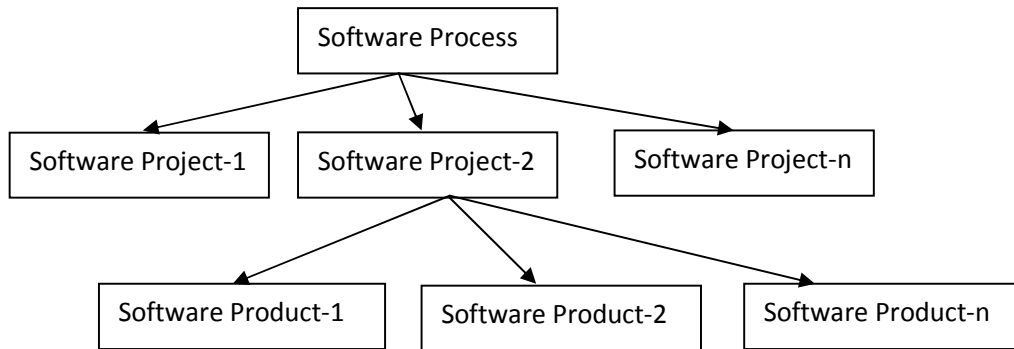 Software Process
Software Project-1
Software Project-2
Software Project-n
Software Product-1
Software Product-2
Software Product-n